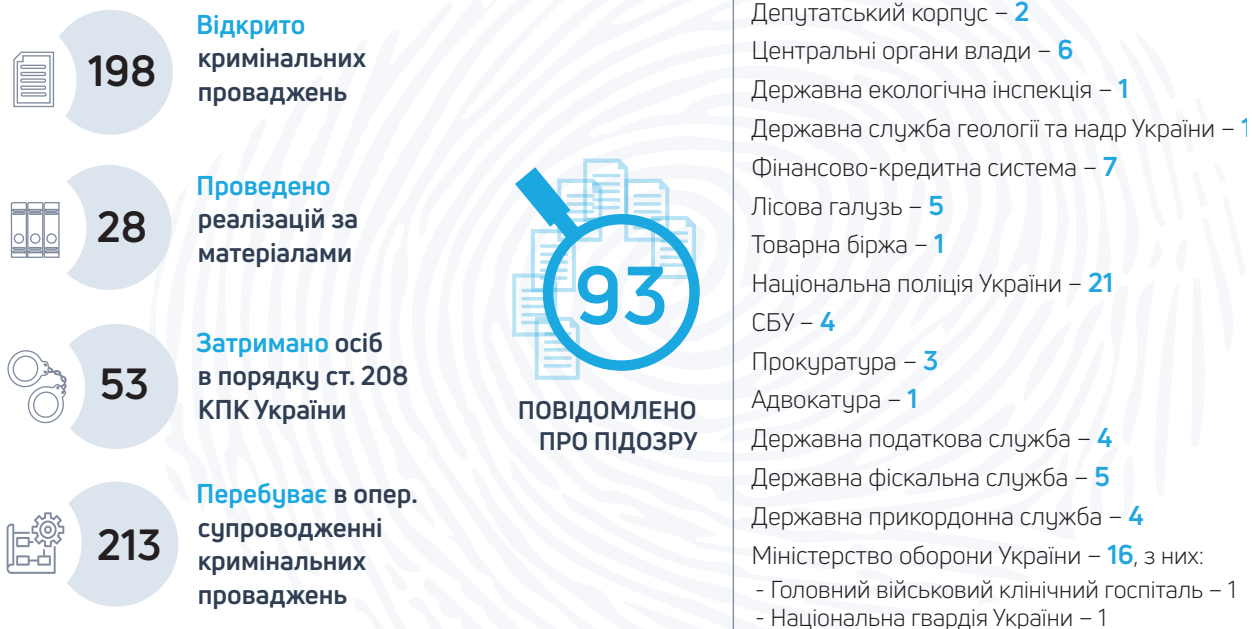 198
Відкрито
кримінальних
проваджень
28
Проведено
реалізацій за
матеріалами
53
Затримано осіб
в порядку ст. 208
КПК України
213
Перебуває в опер.
супроводженні
кримінальних
проваджень
93
ПОВІДОМЛЕНО
ПРО ПІДОЗРУ
Депутатський корпус – 2
Центральні органи влади – 6
Державна екологічна інспекція – 1
Державна служба геології та надр України – 1
Фінансово-кредитна система – 7
Лісова галузь – 5
Товарна біржа – 1
Національна поліція України – 21
СБУ – 4
Прокуратура – 3
Адвокатура – 1
Державна податкова служба – 4
Державна фіскальна служба – 5
Державна прикордонна служба – 4
Міністерство оборони України – 16, з них:
- Головний військовий клінічний госпіталь – 1
- Національна гвардія України – 1